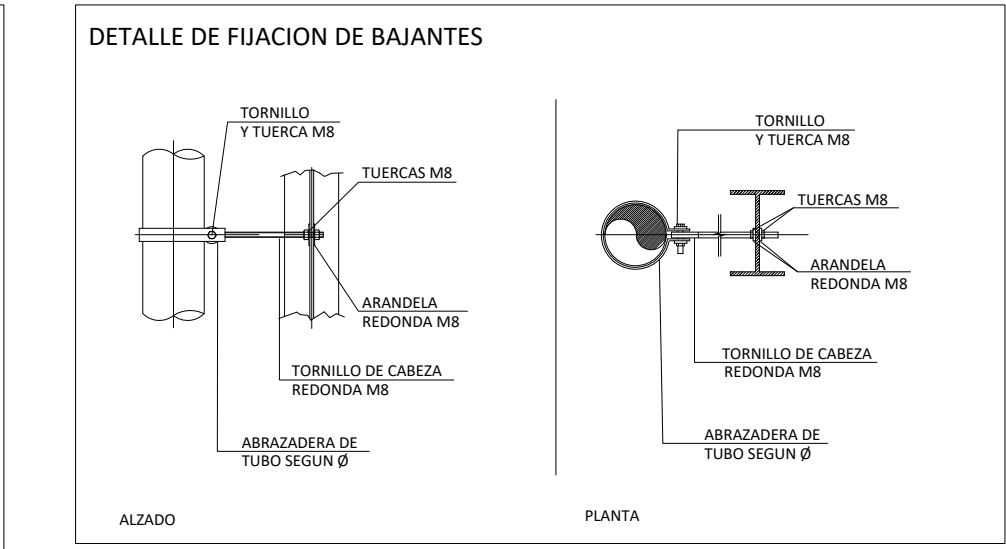 DETALLE DE FIJACION DE BAJANTES
TORNILLO
Y TUERCA M8
TUERCAS M8
ARANDELA
REDONDA M8
TORNILLO DE CABEZA
REDONDA M8
ABRAZADERA DE
TUBO SEGUN Ø
ALZADO
TORNILLO
Y TUERCA M8
TUERCAS M8
ARANDELA
REDONDA M8
TORNILLO DE CABEZA
REDONDA M8
ABRAZADERA DE
TUBO SEGUN Ø
PLANTA